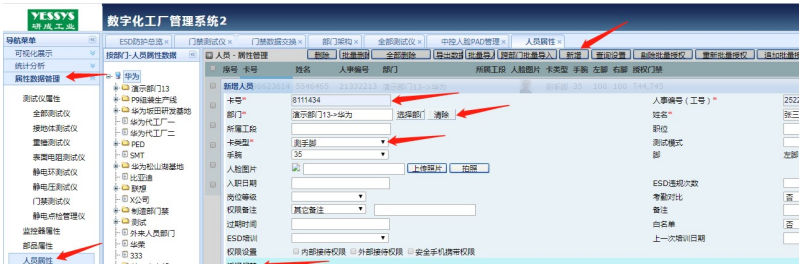 YESSYS
研成工业
数字化工厂管理系统2
导航菜单
可视化展示
统计分析
属性数据管理
测试仪属性
全部测试仪
接地体测试仪
重锤测试仪
表面电阻测试仪
静电环测试仪
静电压测试仪
门禁测试仪
静电点检管理仪
监控器属性
部品属性
人员属性
ESD防护总览× 门禁测试仪× 门禁数据交换× 部门架构× 全部测试仪× 中控人脸PAD管理× 人员属性×
按部门-人员属性数据
华为
演示部门13
P9组装生产线
华为坂田研发基地
华为代工厂一
华为代工厂二
PED
SMT
华为松山湖基地
比亚迪
联想
X公司
制造部门禁
测试
外来人员部门
华荣
333
人员 - 属性管理 删除 批量删除 全部删除 导出数据 批量导入 跨部门批量导入 新增 查询设置 删除批量授权 重新批量授权 追加批量授
序号 卡号 姓名 人事编号 部门 所属工段 人脸图片 卡类型 手腕 左脚 右脚 授权门禁
新增人员
卡号* 8111434 人事编号（工号）* 2522
部门* 演示部门13->华为 选择部门 清除 姓名* 张三
所属工段 职位
卡类型* 测手脚 测试模式
手腕 35 脚 左脚
人脸图片 上传照片 拍照
入职日期 ESD违规次数
岗位等级 考勤对比 否
权限备注 其它备注 备注
过期时间 白名单 否
ESD培训 上一次培训日期
权限设置 内部接待权限 外部接待权限 安全手机携带权限